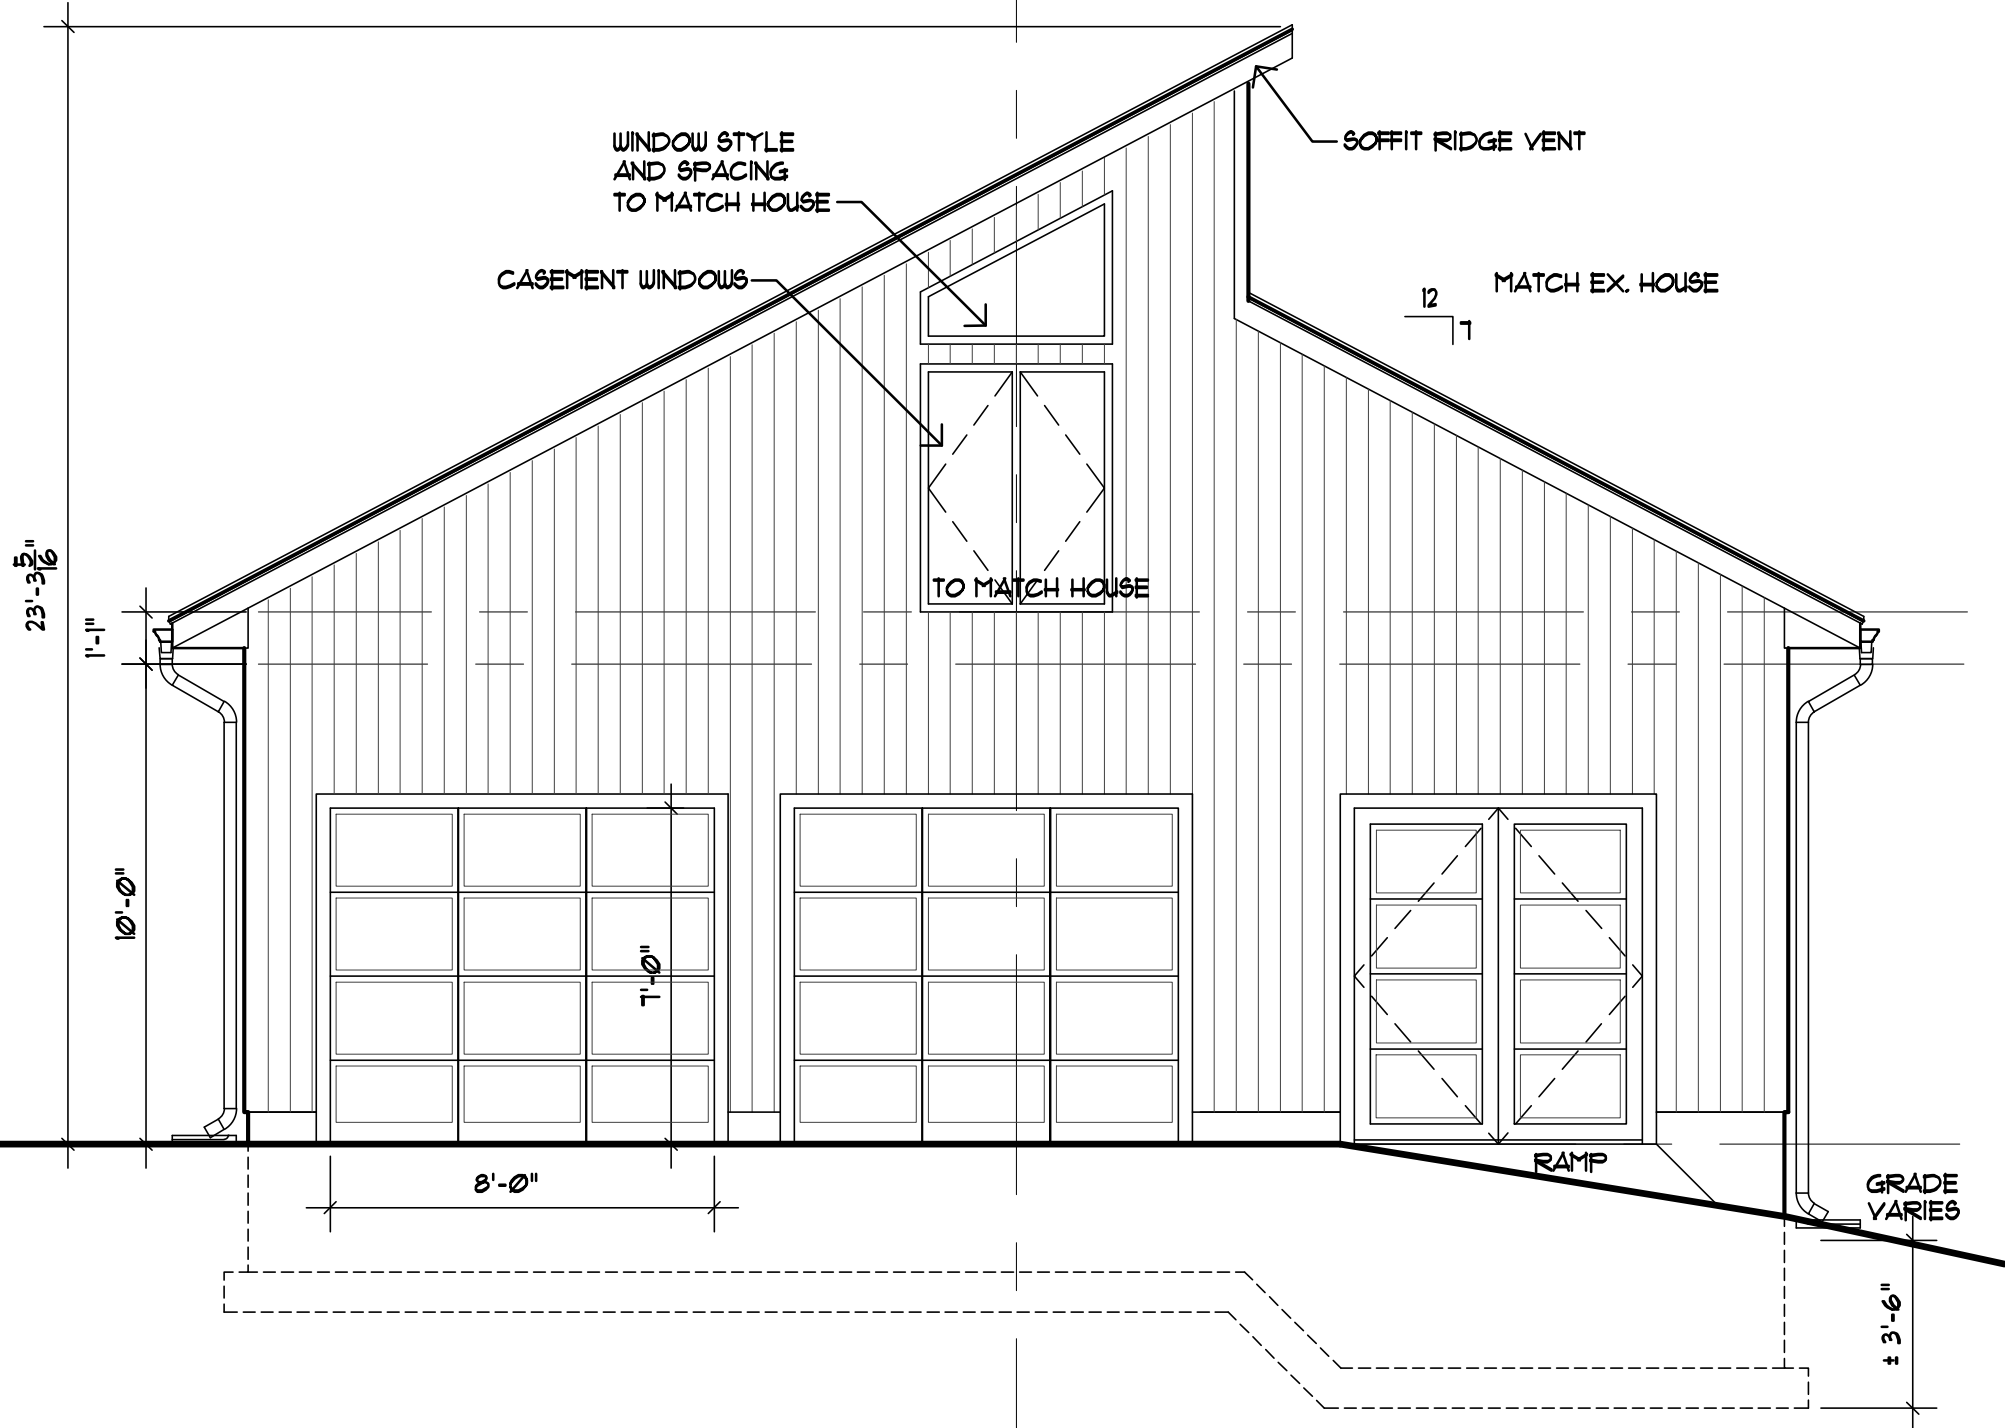 WINDOW STYLE
AND SPACING
TO MATCH HOUSE
SOFFIT RIDGE VENT
CASEMENT WINDOWS
MATCH EX. HOUSE
12
7
23'-3 5/16"
1'-1"
TO MATCH HOUSE
10'-0"
7'-0"
8'-0"
RAMP
GRADE
VARIES
± 3'-6"